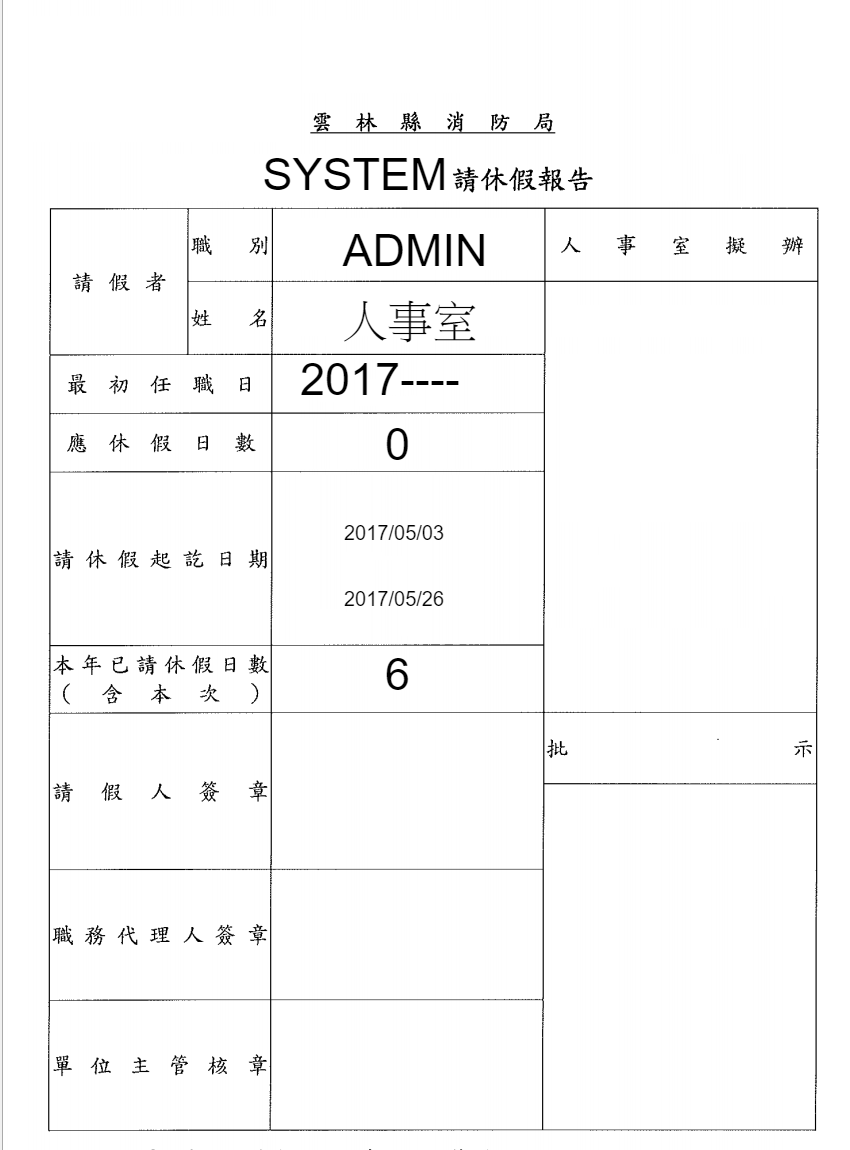 雲林縣消防局
SYSTEM請休假報告
請假者
職別
ADMIN
人事室擬辦
姓名
人事室
最初任職日
2017----
應休假日數
0
請休假起訖日期
2017/05/03
2017/05/26
本年已請休假日數
(含本次)
6
批示
請假人簽章
職務代理人簽章
單位主管核章